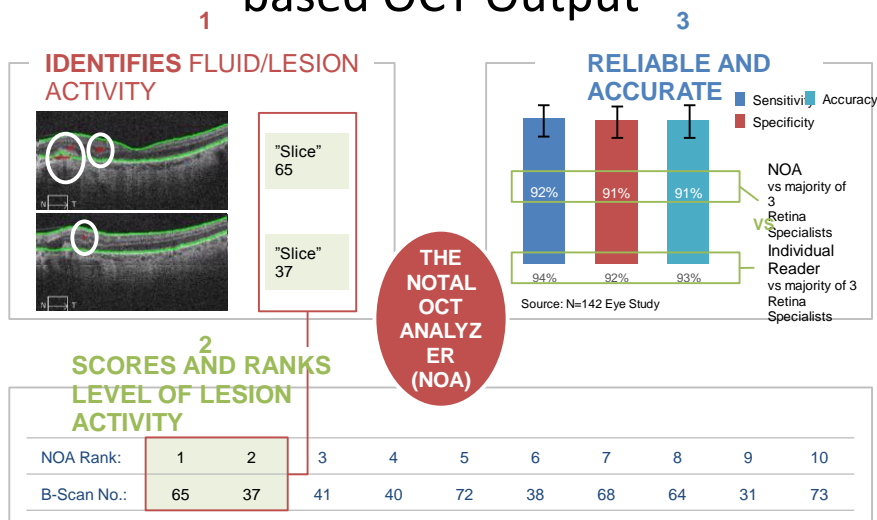 based OCT Output
1
IDENTIFIES FLUID/LESION
ACTIVITY
N T
N T
"Slice"
65
"Slice"
37
3
RELIABLE AND
ACCURATE
Sensitivity
Accuracy
Specificity
92%
91%
91%
94%
92%
93%
NOA
vs majority of
3
Retina
Specialists
VS
Individual
Reader
vs majority of 3
Retina
Specialists
Source: N=142 Eye Study
THE
NOTAL
OCT
ANALYZ
ER
(NOA)
2
SCORES AND RANKS
LEVEL OF LESION
ACTIVITY
NOA Rank: 1 2 3 4 5 6 7 8 9 10
B-Scan No.: 65 37 41 40 72 38 68 64 31 73